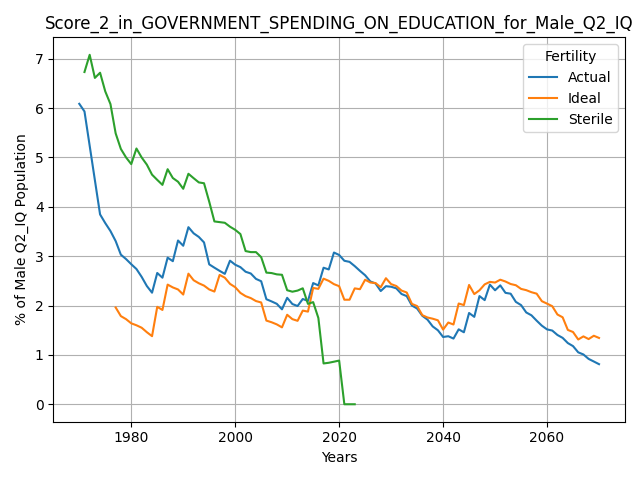 Score_2_in_GOVERNMENT_SPENDING_ON_EDUCATION_for_Male_Q2_IQ
Fertility
Actual
Ideal
Sterile
% of Male Q2_IQ Population
7
6
5
4
3
2
1
0
1980 2000 2020 2040 2060
Years